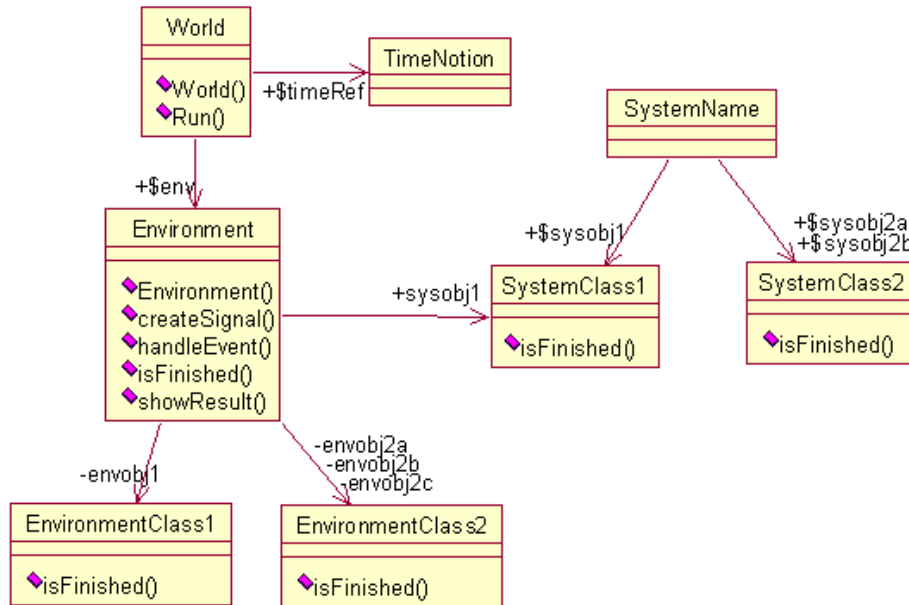 World
World()
Run()
TimeNotion
+$timeRef
SystemName
+$env
Environment
Environment()
createSignal()
handleEvent()
isFinished()
showResult()
+sysobj1
+$sysobj1
+$sysobj2a
+$sysobj2b
SystemClass1
isFinished()
SystemClass2
isFinished()
-envobj1
-envobj2a
-envobj2b
-envobj2c
EnvironmentClass1
isFinished()
EnvironmentClass2
isFinished()